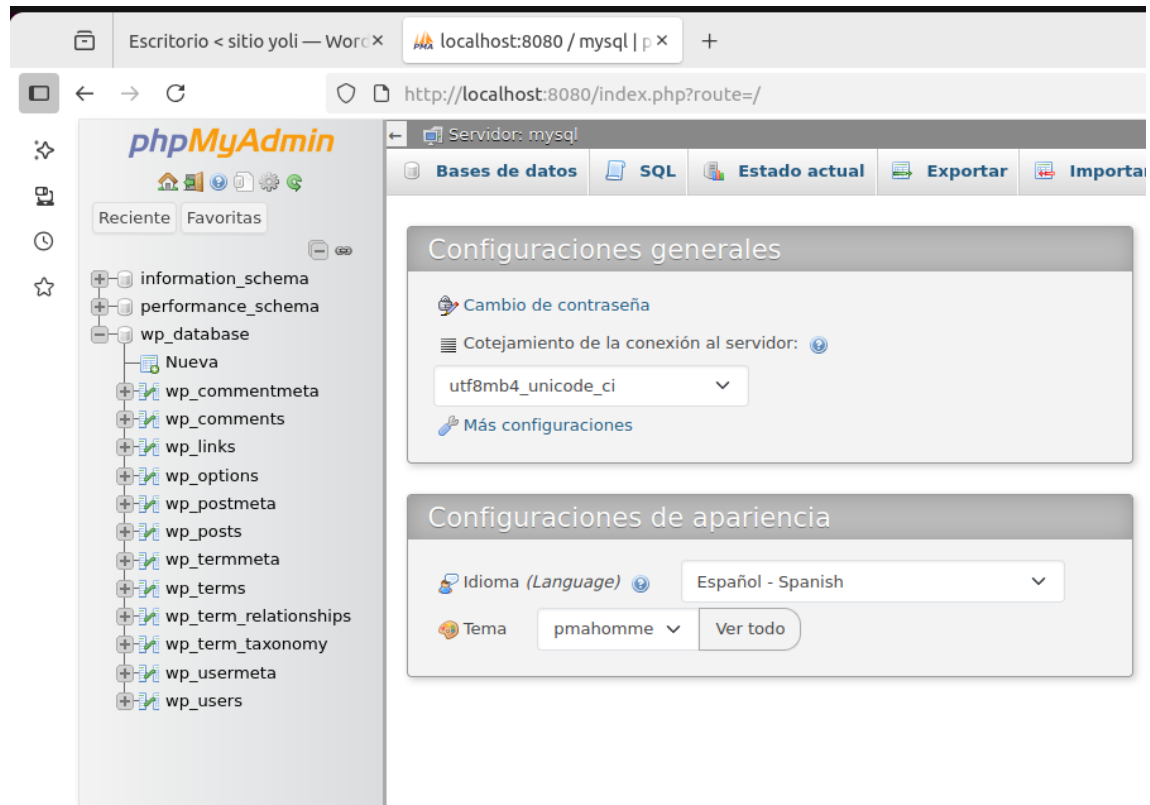 Escritorio < sitio yoli — Word
localhost:8080 / mysql | p
http://localhost:8080/index.php?route=/
phpMyAdmin
Reciente Favoritas
information_schema
performance_schema
wp_database
Nueva
wp_commentmeta
wp_comments
wp_links
wp_options
wp_postmeta
wp_posts
wp_termmeta
wp_terms
wp_term_relationships
wp_term_taxonomy
wp_usermeta
wp_users
Servidor: mysql
Bases de datos SQL Estado actual Exportar Importa
Configuraciones generales
Cambio de contraseña
Cotejamiento de la conexión al servidor:
utf8mb4_unicode_ci
Más configuraciones
Configuraciones de apariencia
Idioma (Language) Español - Spanish
Tema pmahomme Ver todo